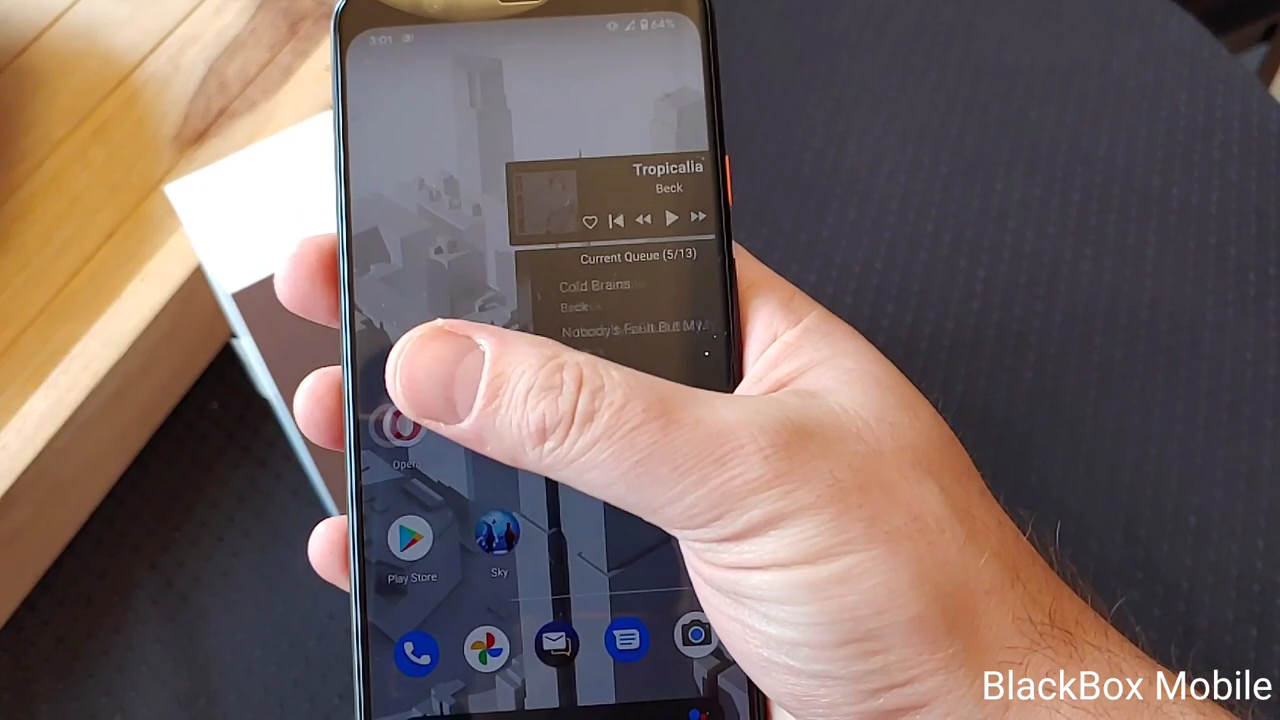 3:01
64%
Tropicalia
Beck
Current Queue (5/13)
Cold Brains
Beck
Nobody's Fault But My
Opera
Play Store
Sky
BlackBox Mobile